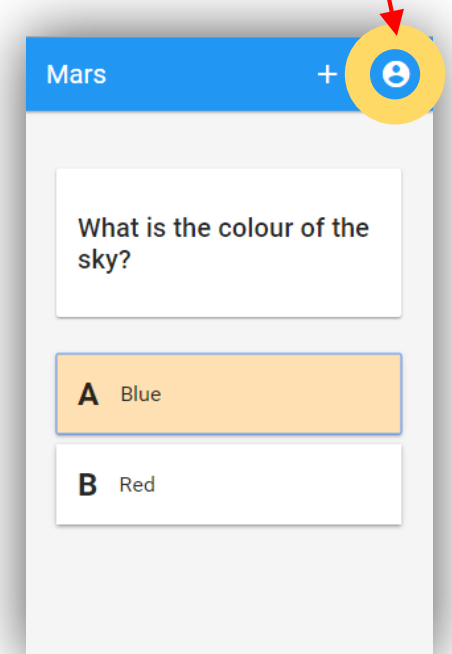 Mars +
What is the colour of the
sky?
A Blue
B Red